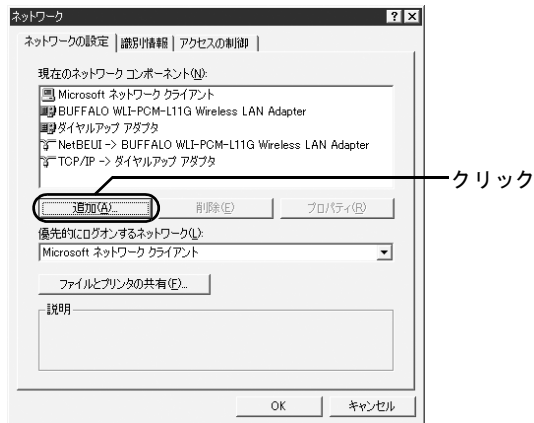 ネットワーク
ネットワークの設定 識別情報 アクセスの制御
現在のネットワーク コンポーネント(N):
Microsoft ネットワーク クライアント
BUFFALO WLI-PCM-L11G Wireless LAN Adapter
ダイヤルアップ アダプタ
NetBEUI -> BUFFALO WLI-PCM-L11G Wireless LAN Adapter
TCP/IP -> ダイヤルアップ アダプタ
クリック
追加(A)... 削除(E) プロパティ(R)
優先的にログオンするネットワーク(L):
Microsoft ネットワーク クライアント
ファイルとプリンタの共有(F)...
説明
OK キャンセル